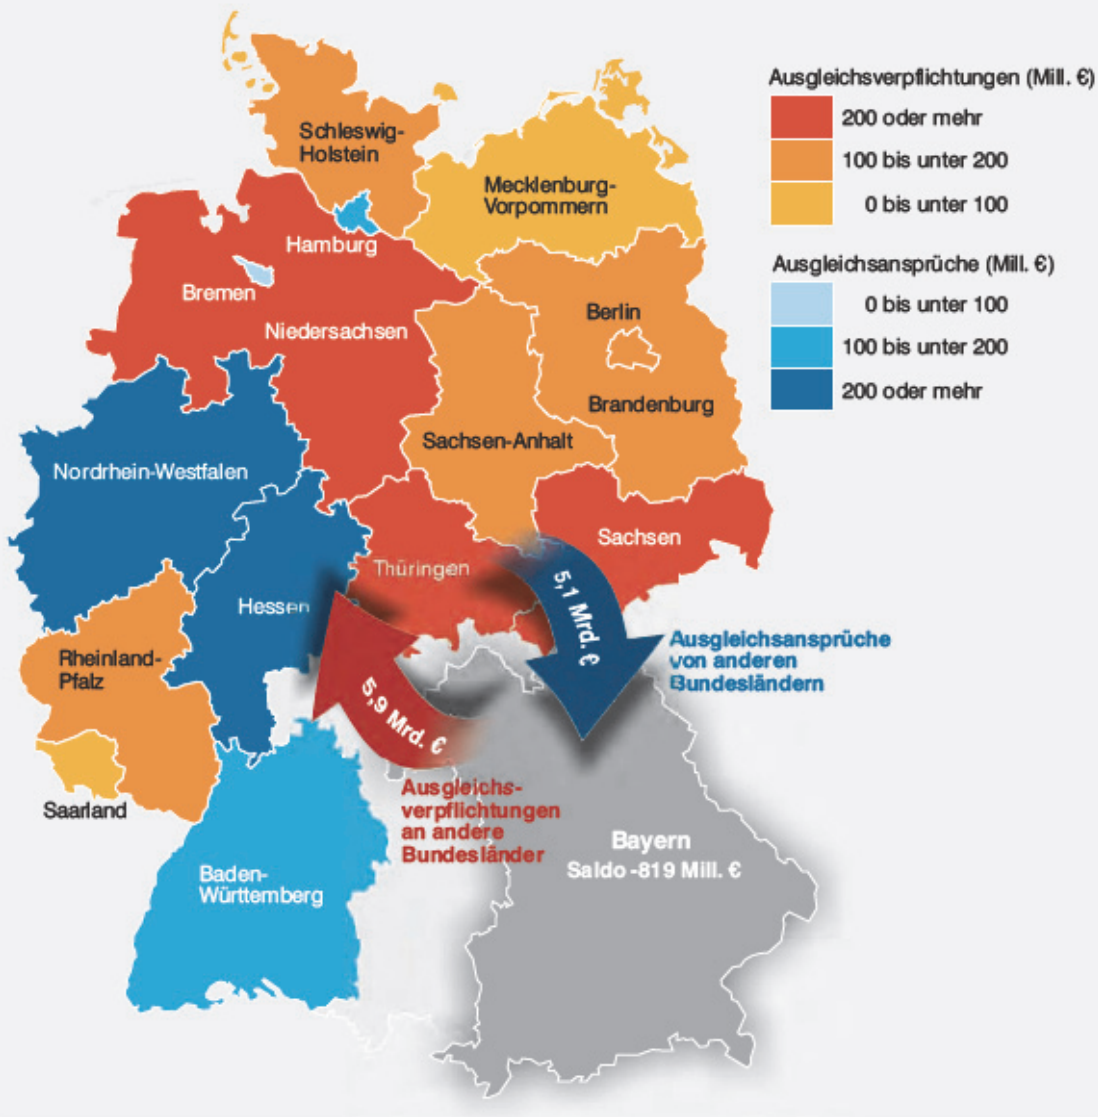 Ausgleichsverpflichtungen (Mill. €)
200 oder mehr
100 bis unter 200
0 bis unter 100
Ausgleichsansprüche (Mill. €)
0 bis unter 100
100 bis unter 200
200 oder mehr
Schleswig-
Holstein
Mecklenburg-
Vorpommern
Hamburg
Bremen
Niedersachsen
Berlin
Brandenburg
Sachsen-Anhalt
Nordrhein-Westfalen
Sachsen
Thüringen
Hessen
5,1 Mrd. €
Ausgleichsansprüche
von anderen
Bundesländern
Rheinland-
Pfalz
5,9 Mrd. €
Saarland
Ausgleichs-
verpflichtungen
an andere
Bundesländer
Bayern
Saldo -819 Mill. €
Baden-
Württemberg